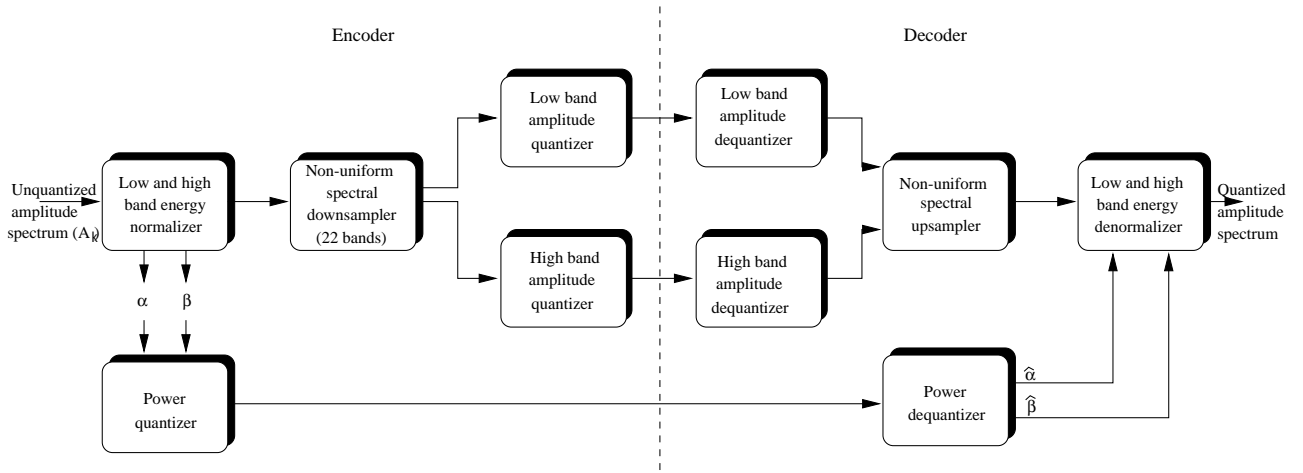 Encoder
Decoder
Unquantized
amplitude
spectrum (A_k)
Low and high
band energy
normalizer
Non-uniform
spectral
downsampler
(22 bands)
Low band
amplitude
quantizer
High band
amplitude
quantizer
Low band
amplitude
dequantizer
High band
amplitude
dequantizer
Non-uniform
spectral
upsampler
Low and high
band energy
denormalizer
Quantized
amplitude
spectrum
α
β
Power
quantizer
Power
dequantizer
α̂
β̂